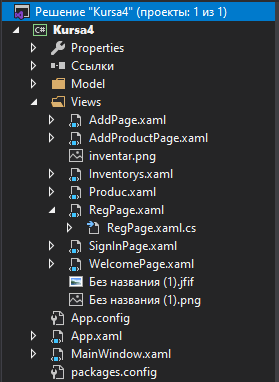 Решение "Kursa4" (проекты: 1 из 1)
C# Kursa4
Properties
Ссылки
Model
Views
AddPage.xaml
AddProductPage.xaml
inventar.png
Inventorys.xaml
Produc.xaml
RegPage.xaml
RegPage.xaml.cs
SignInPage.xaml
WelcomePage.xaml
Без названия (1).jfif
Без названия (1).png
App.config
App.xaml
MainWindow.xaml
packages.config